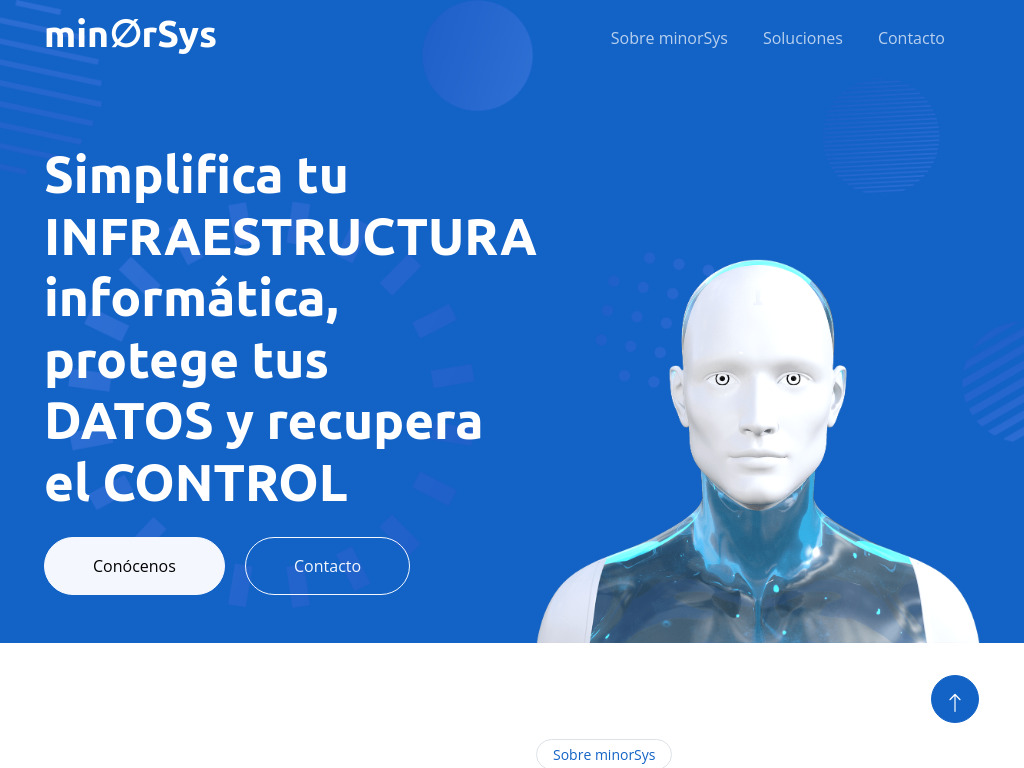 minØrSys
Sobre minorSys
Soluciones
Contacto
Simplifica tu
INFRAESTRUCTURA
informática,
protege tus
DATOS y recupera
el CONTROL
Conócenos
Contacto
Sobre minorSys